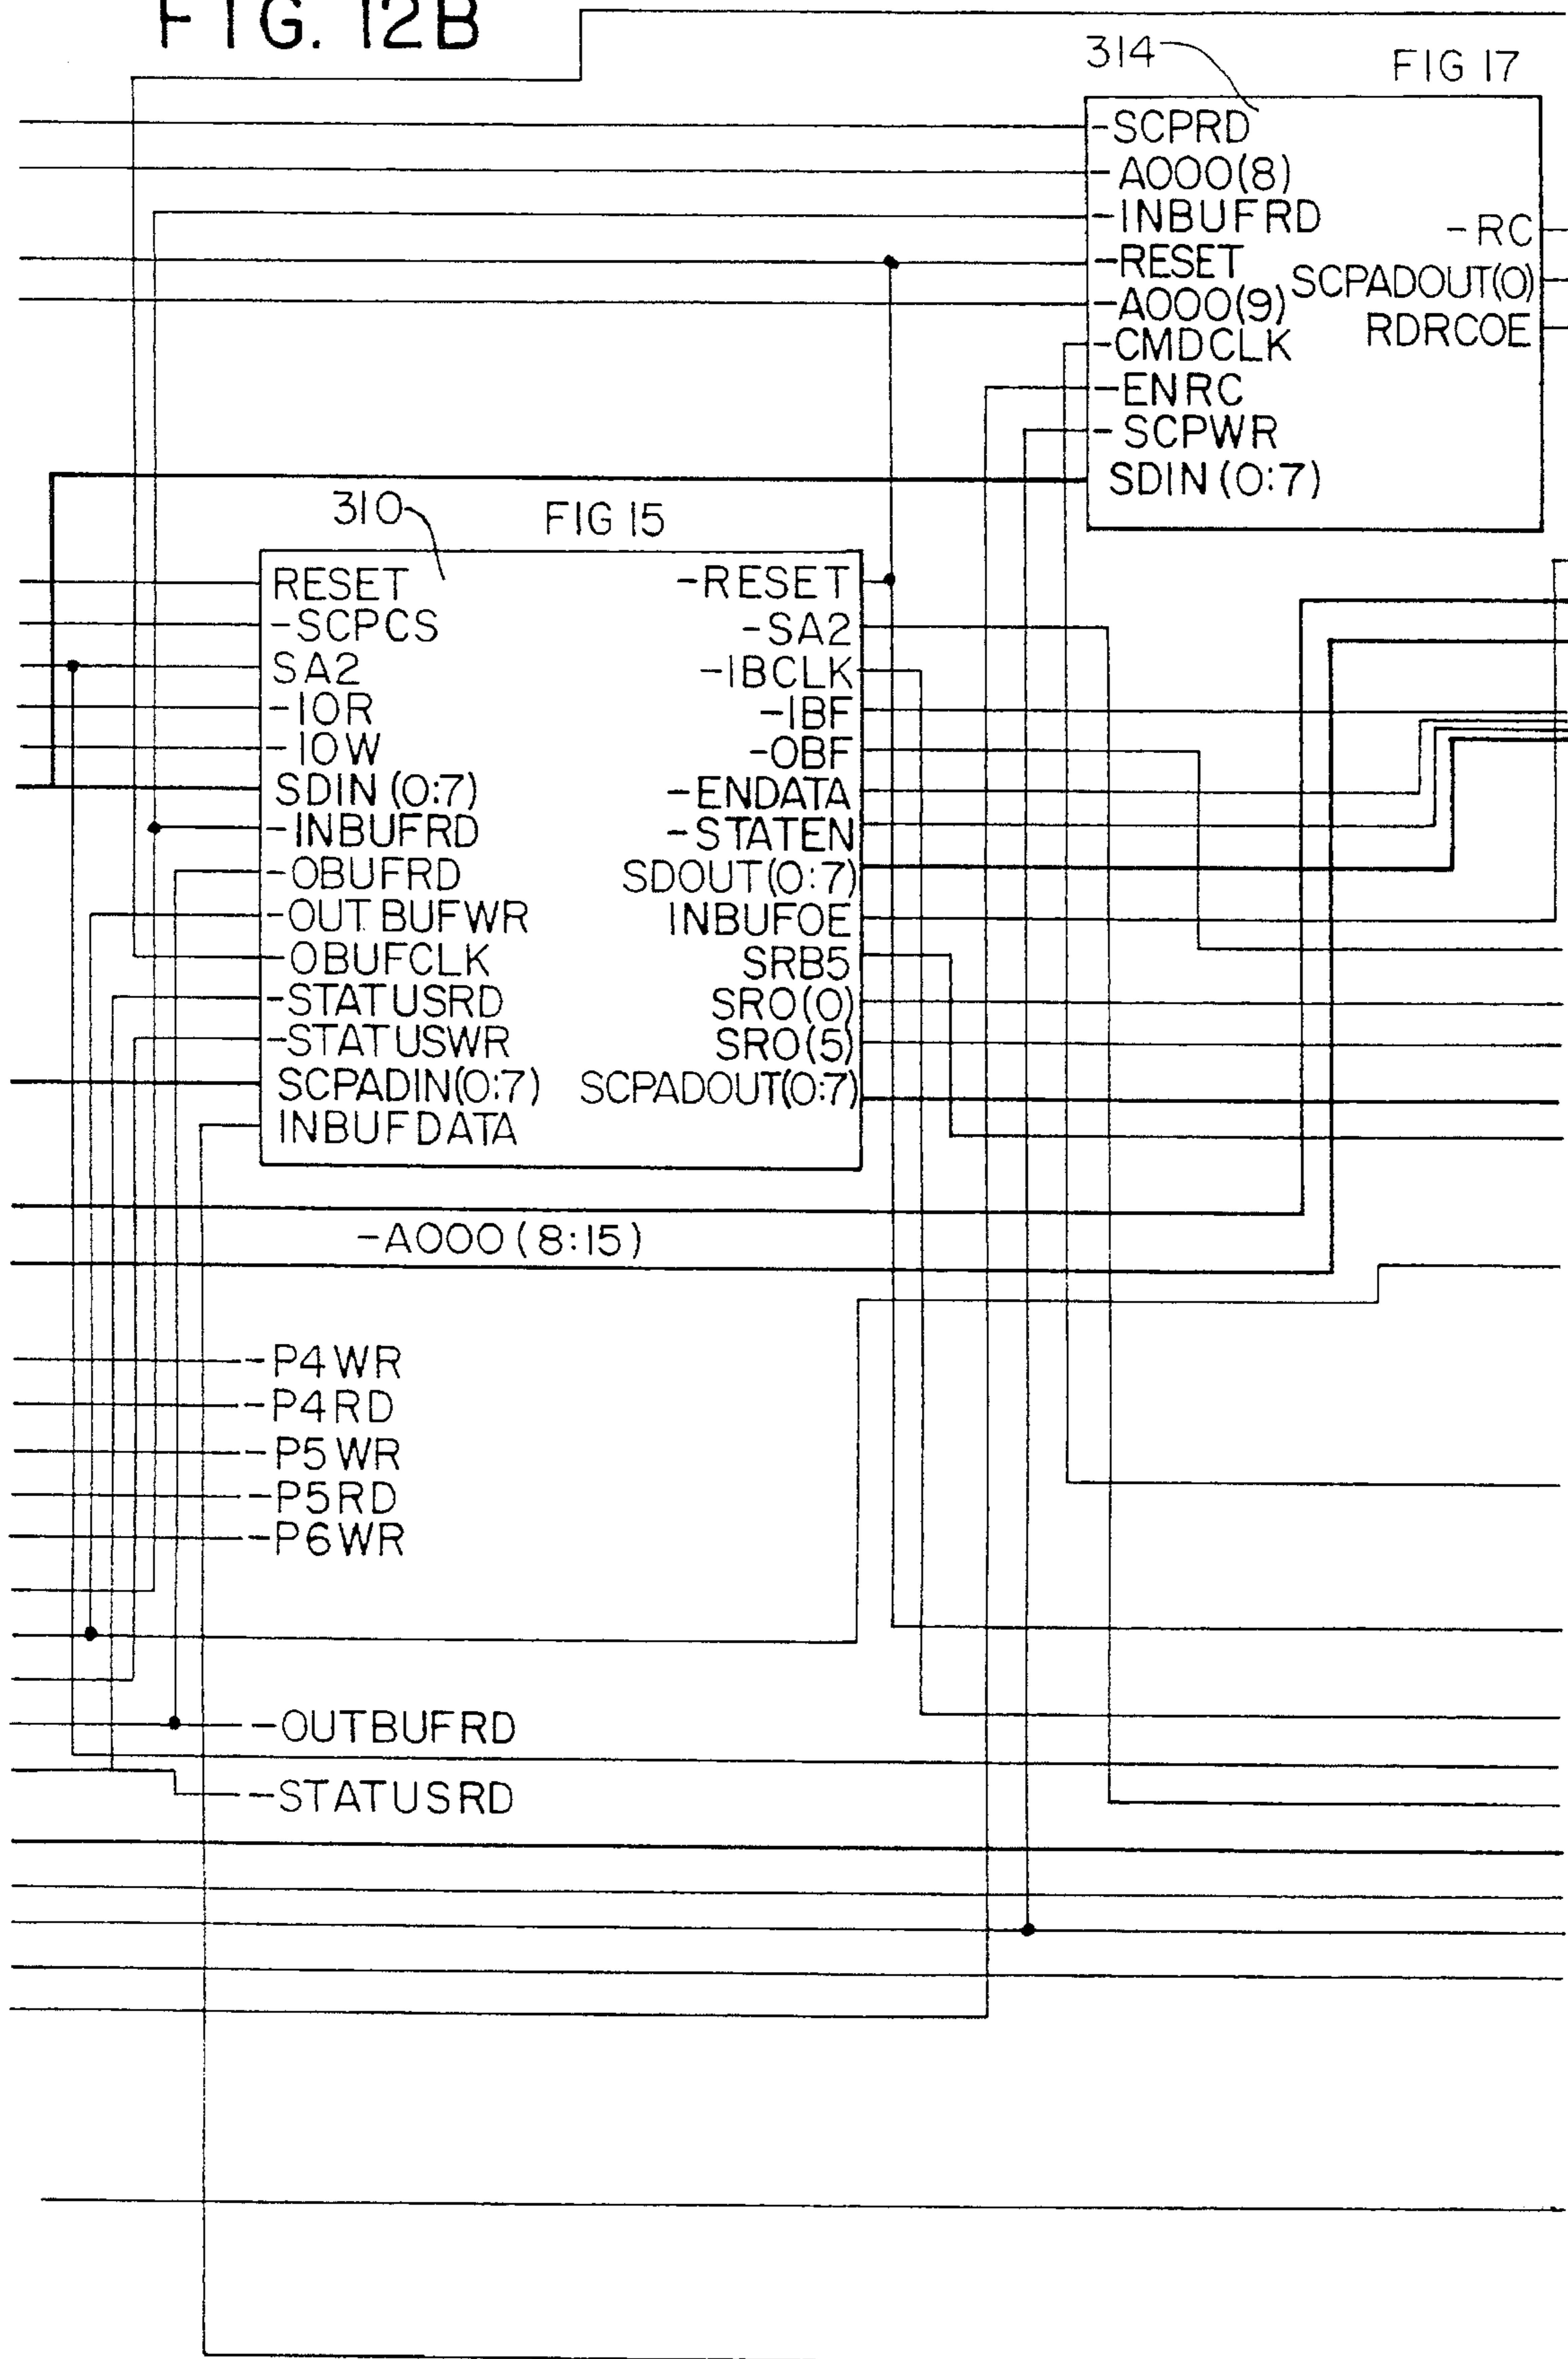 FIG. 12B
314
FIG 17
-SCPRD
-A000(8)
-INBUFRD
-RESET
-A000(9)
-CMDCLK
-ENRC
-SCPWR
SDIN (0:7)
-RC
SCPADOUT(0)
RDRCOE
310
FIG 15
RESET
-SCPCS
SA2
-IOR
-IOW
SDIN (0:7)
-INBUFRD
-OBUFRD
-OUTBUFWR
-OBUFCLK
-STATUSRD
-STATUSWR
SCPADIN(0:7)
INBUFDATA
-RESET
-SA2
-IBCLK
-IBF
-OBF
-ENDATA
-STATEN
SDOUT(0:7)
INBUFOE
SRB5
SRO(0)
SRO(5)
SCPADOUT(0:7)
-A000(8:15)
-P4WR
-P4RD
-P5WR
-P5RD
-P6WR
-OUTBUFRD
-STATUSRD